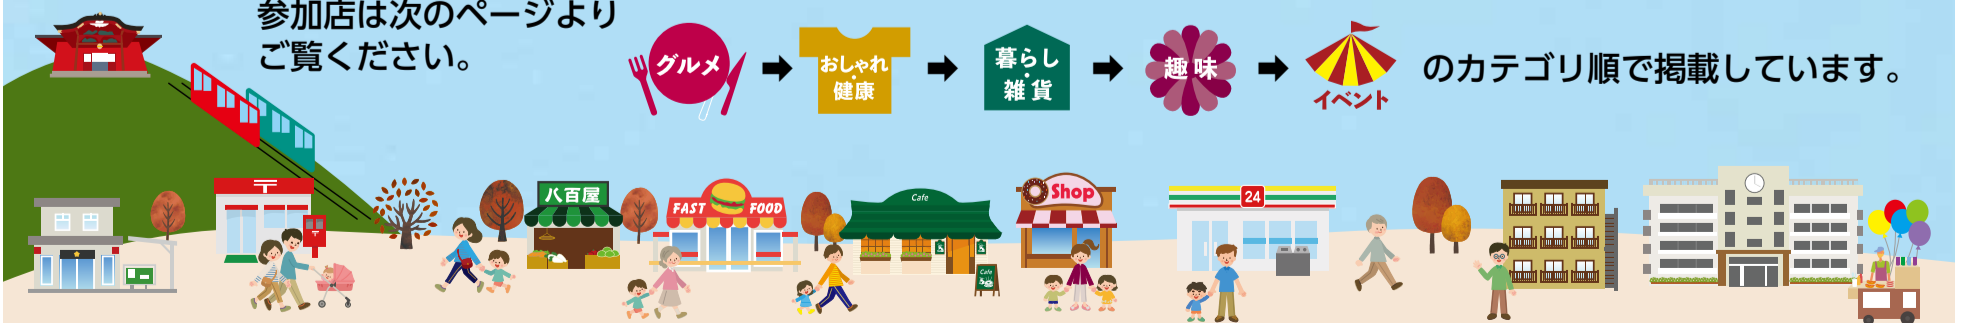 参加店は次のページより
ご覧ください。
グルメ
おしゃれ・
健康
暮らし・
雑貨
趣味
イベント
のカテゴリ順で掲載しています。
八百屋
FAST FOOD
Cafe
Shop
24
Cafe